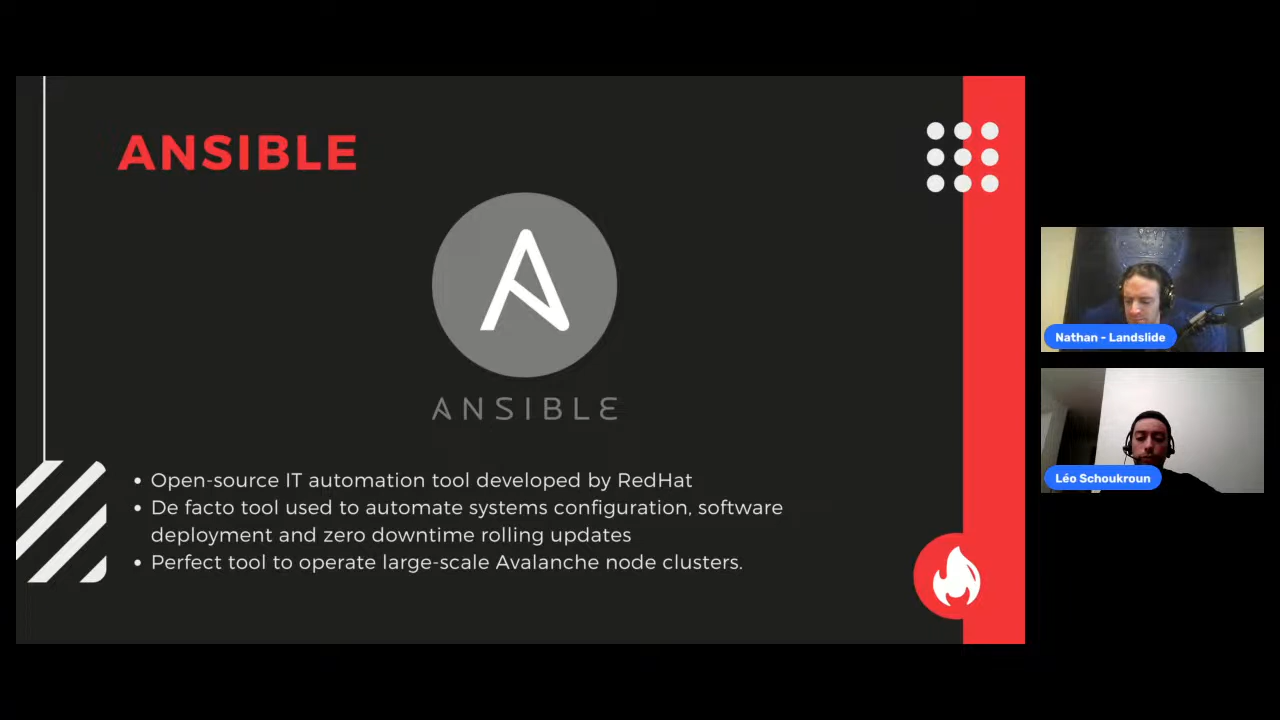 ANSIBLE
ANSIBLE
• Open-source IT automation tool developed by RedHat
• De facto tool used to automate systems configuration, software
deployment and zero downtime rolling updates
• Perfect tool to operate large-scale Avalanche node clusters.
Nathan - Landslide
Léo Schoukroun